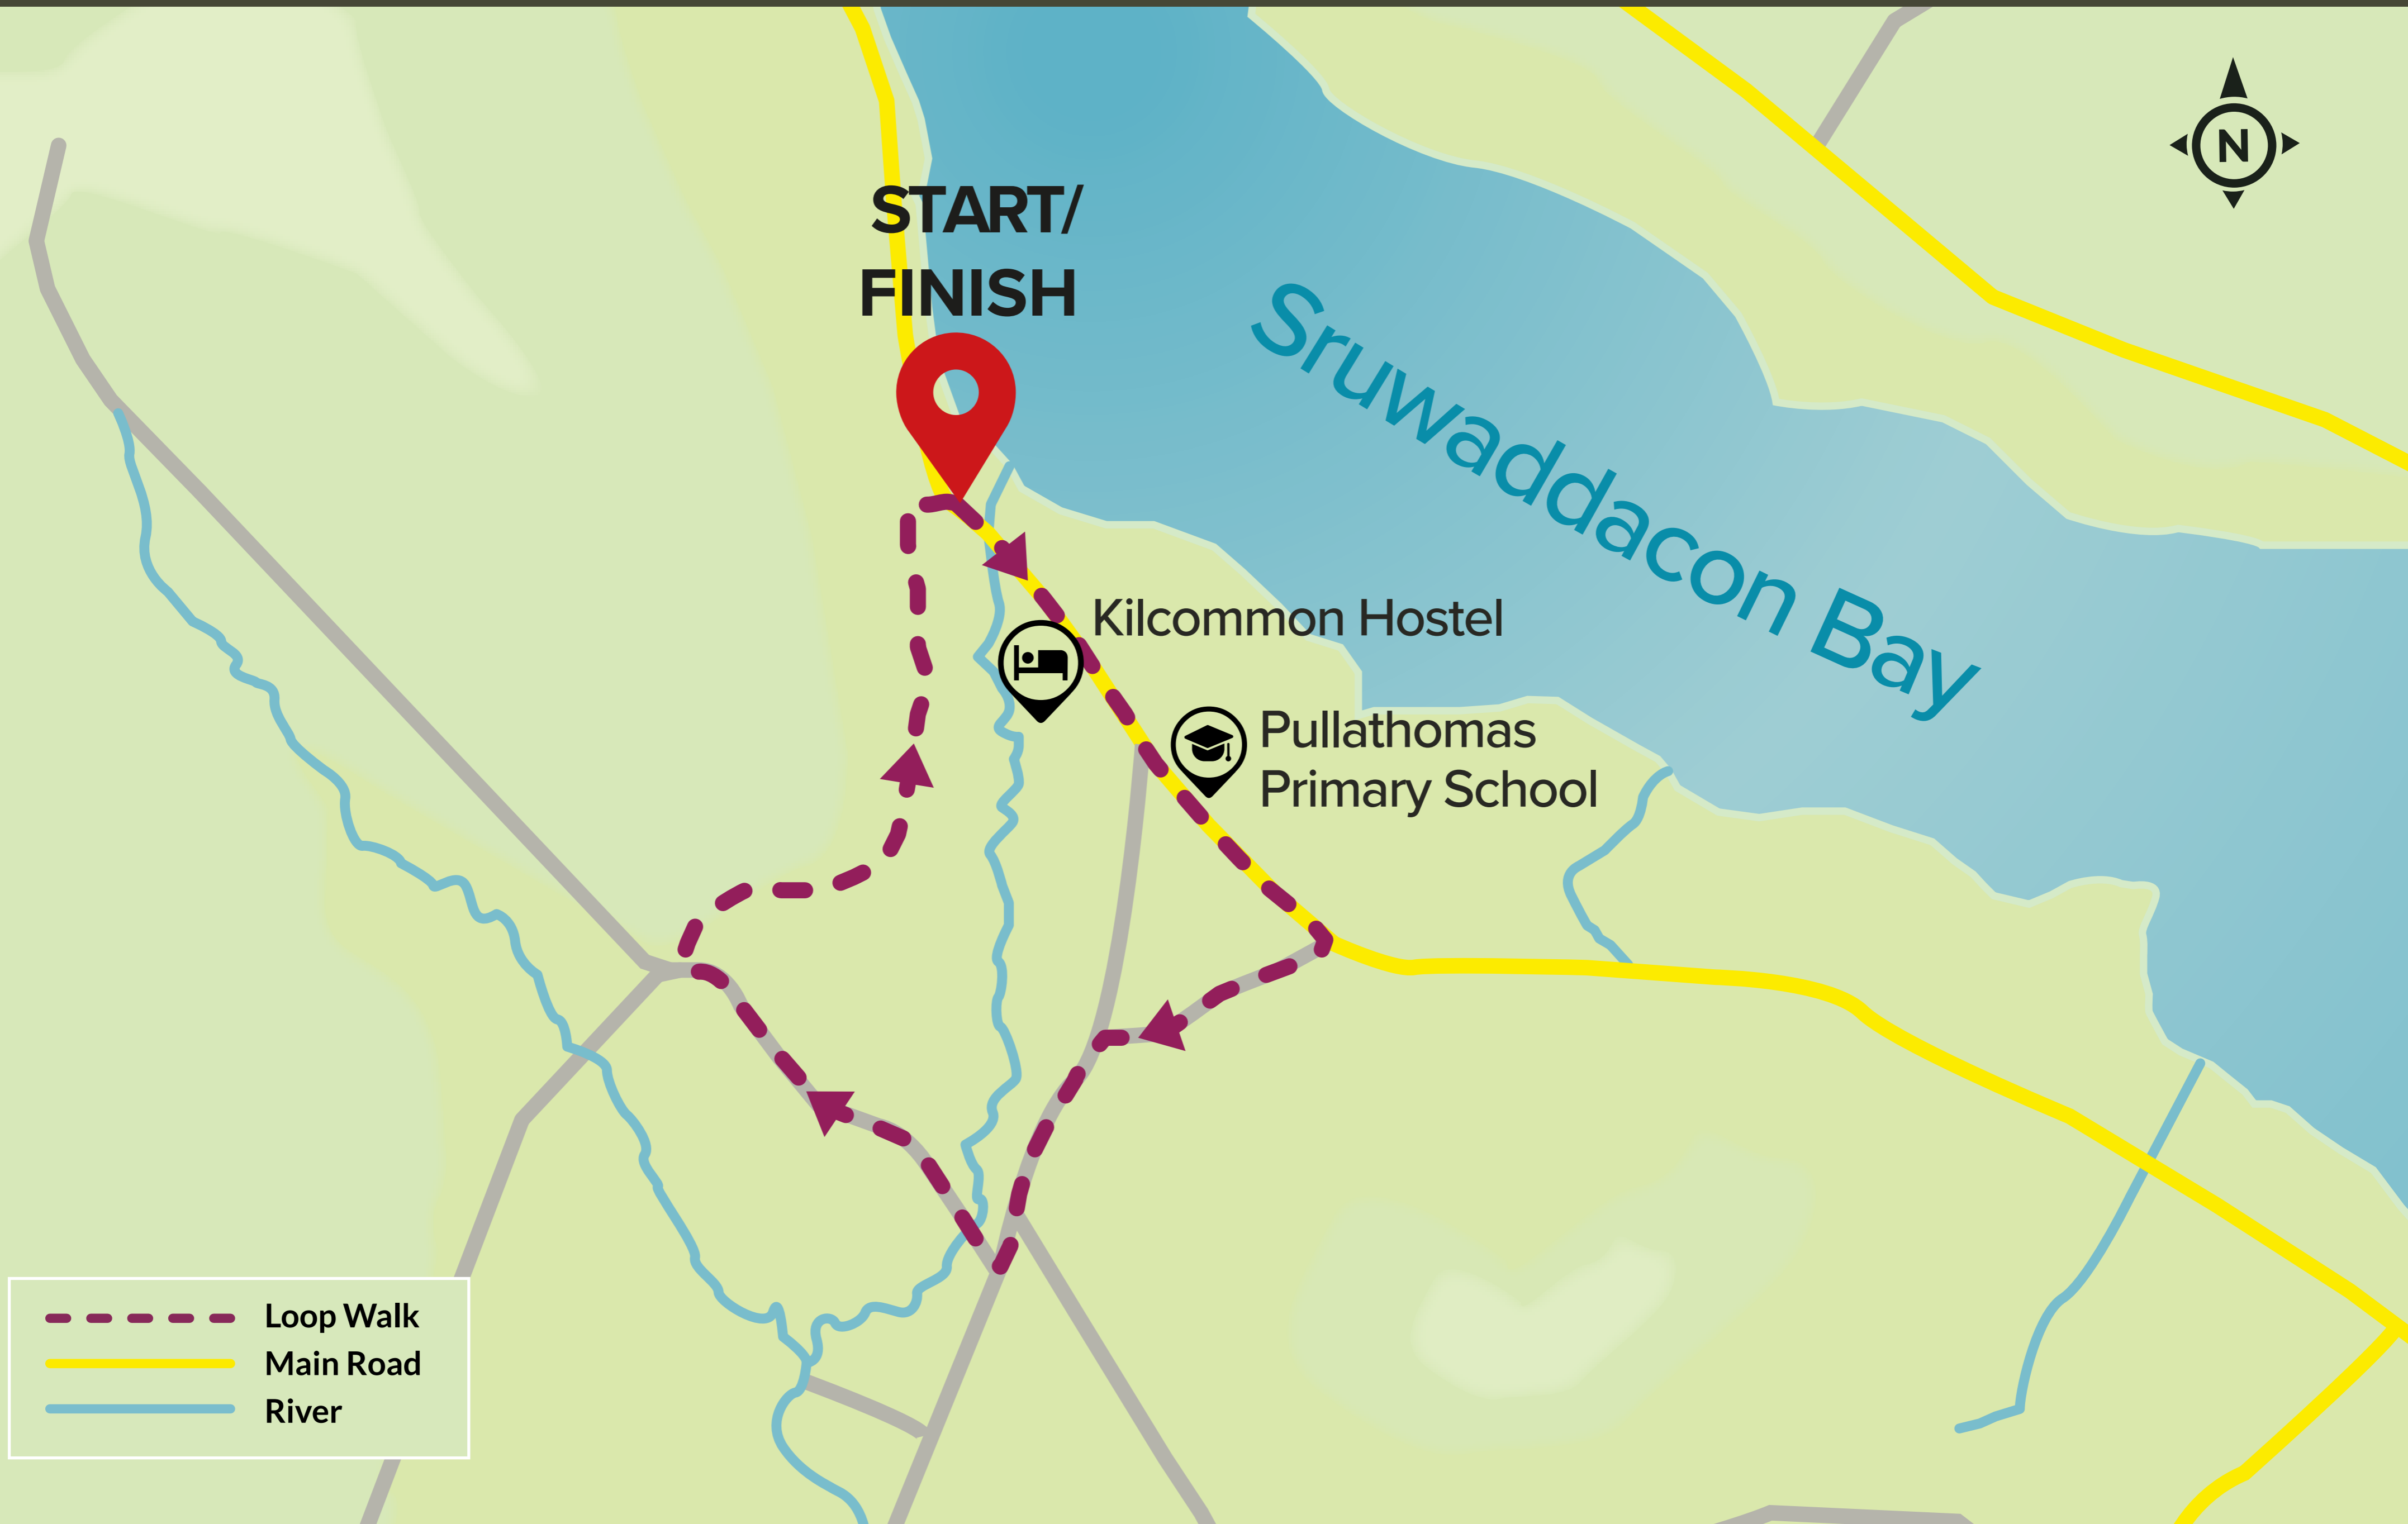 N
START/
FINISH
Sruwaddacon Bay
Kilcommon Hostel
Pullathomas
Primary School
Loop Walk
Main Road
River